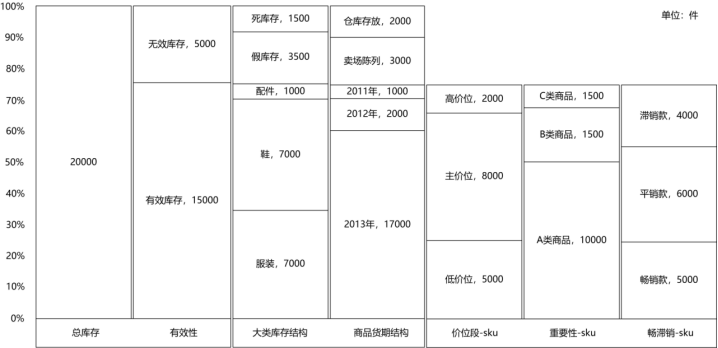 单位：件
100%
90%
80%
70%
60%
50%
40%
30%
20%
10%
0%
20000
无效库存，5000
有效库存，15000
死库存，1500
假库存，3500
配件，1000
鞋，7000
服装，7000
仓库存放，2000
卖场陈列，3000
2011年，1000
2012年，2000
2013年，17000
高价位，2000
主价位，8000
低价位，5000
C类商品，1500
B类商品，1500
A类商品，10000
滞销款，4000
平销款，6000
畅销款，5000
总库存
有效性
大类库存结构
商品货期结构
价位段-sku
重要性-sku
畅滞销-sku